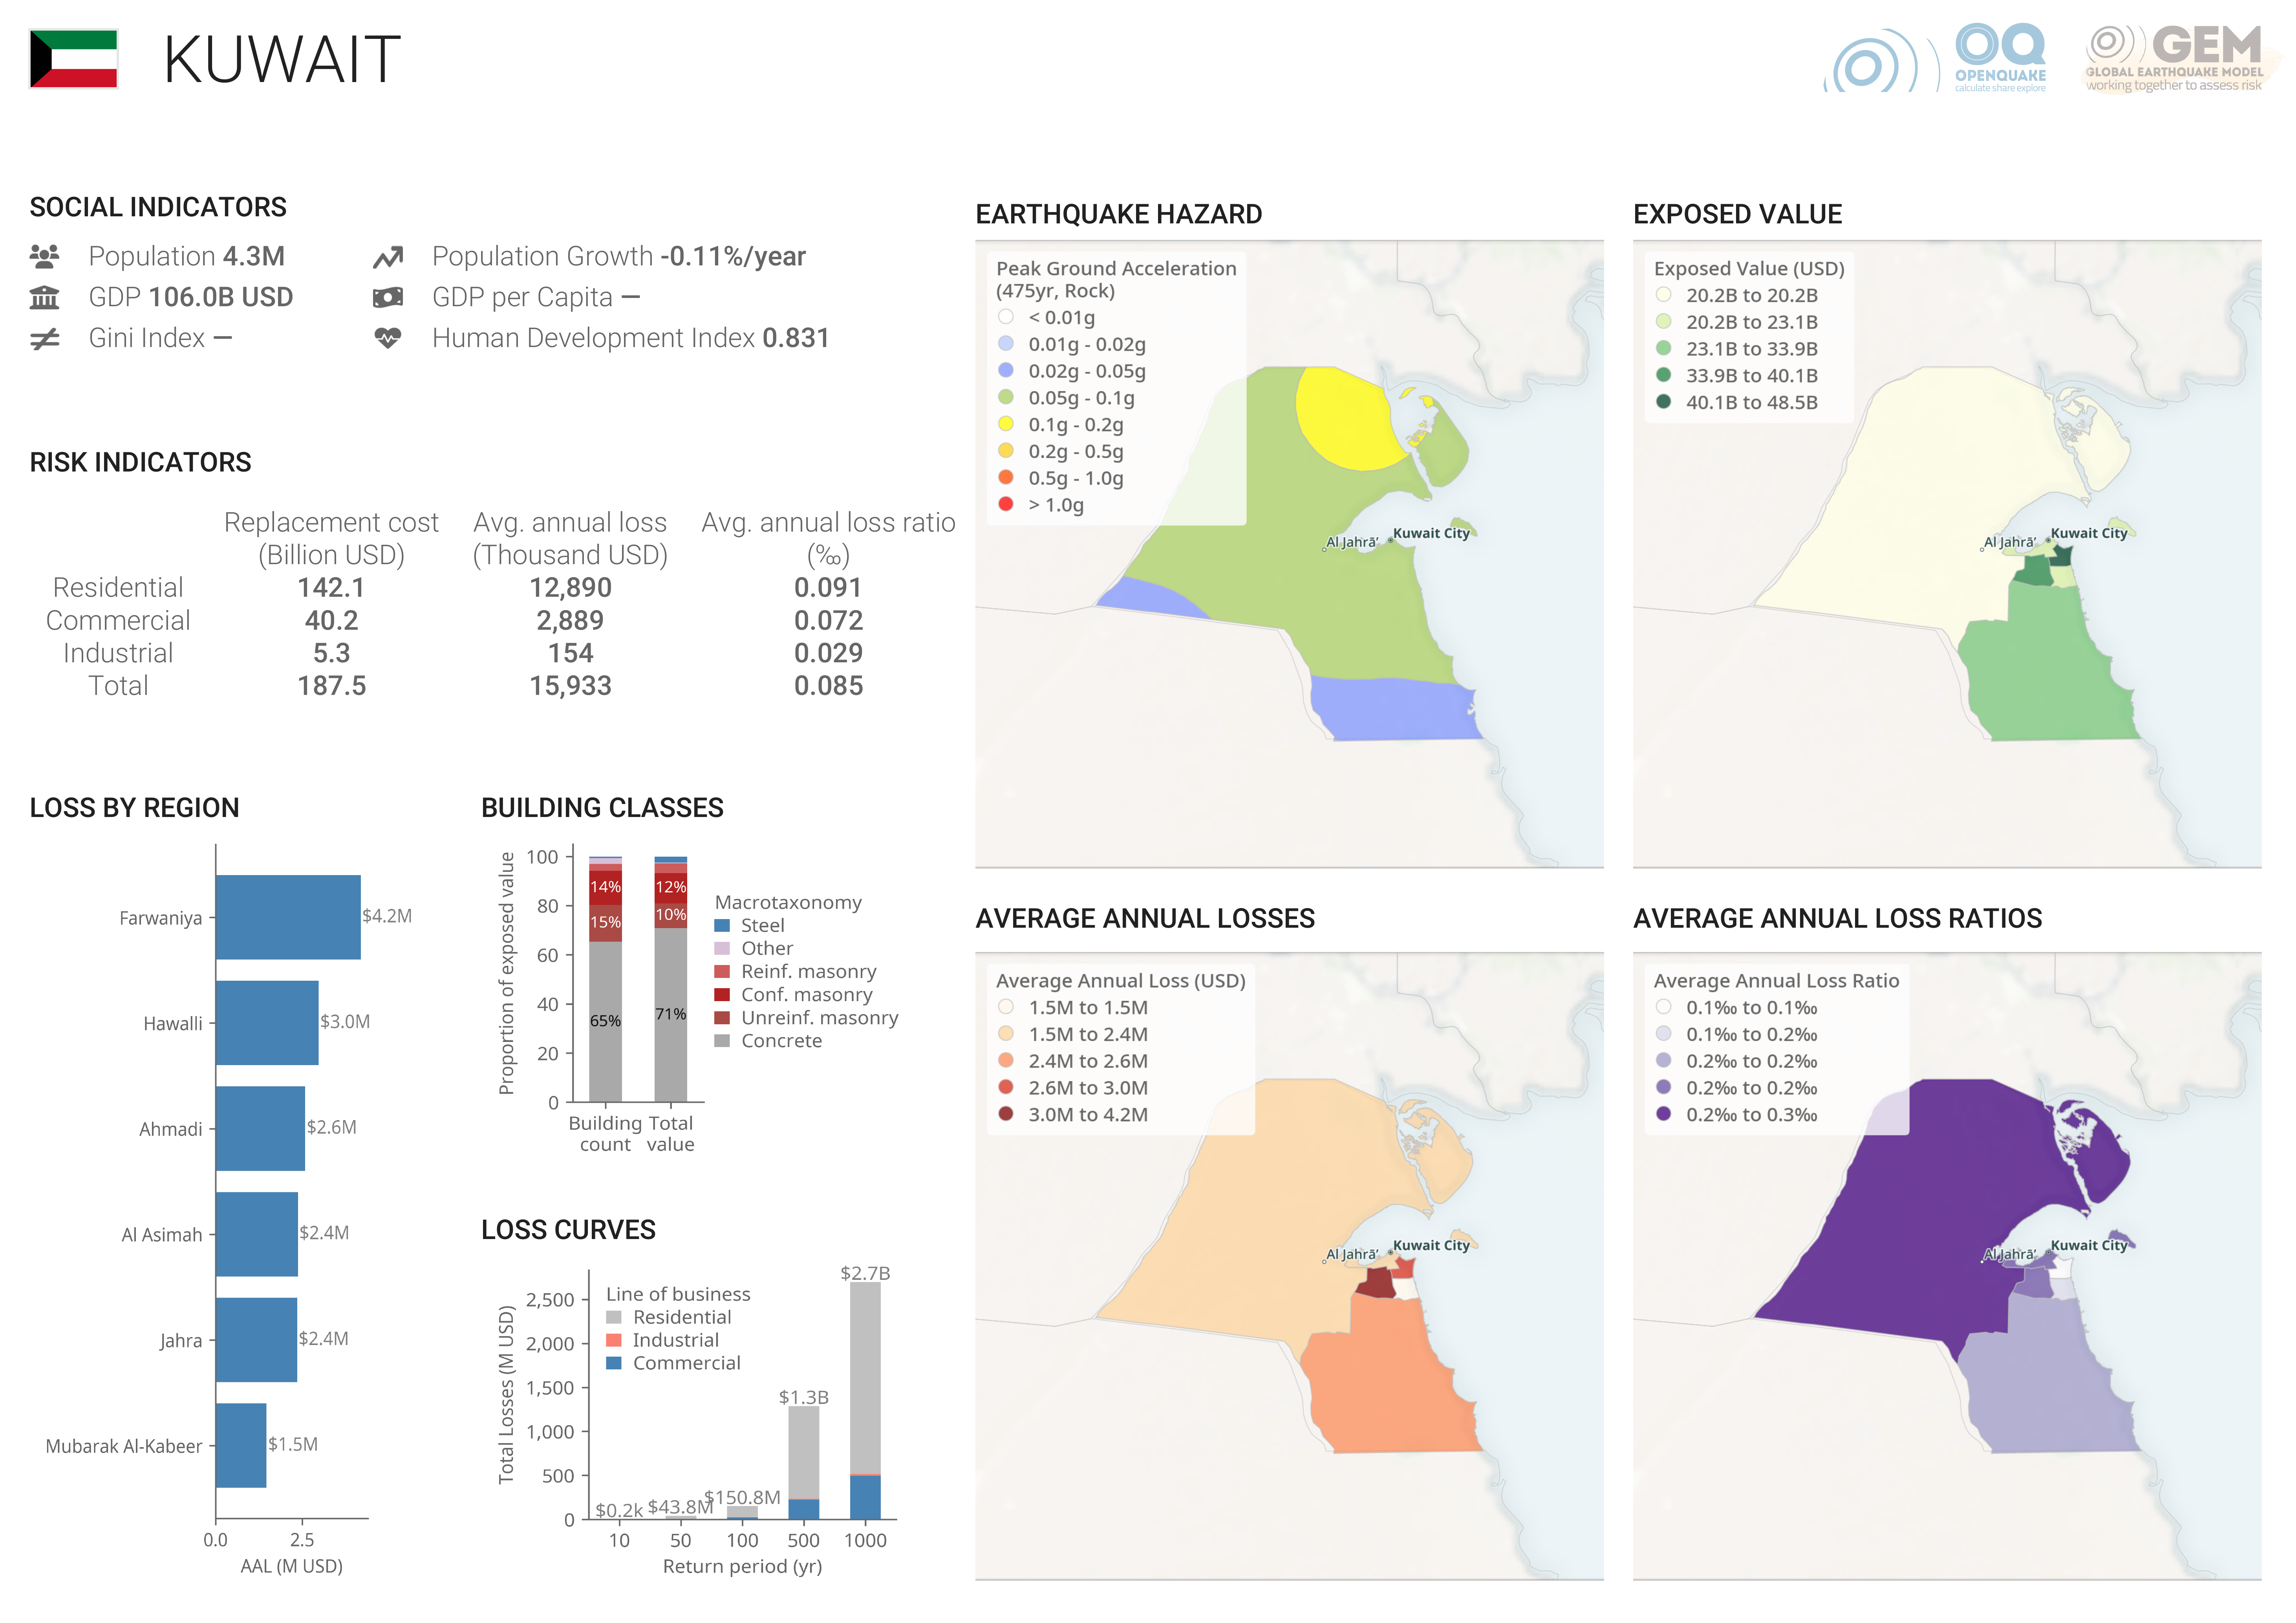 KUWAIT
OQ
OPENQUAKE
calculate share explore
GEM
GLOBAL EARTHQUAKE MODEL
working together to assess risk
SOCIAL INDICATORS
Population 4.3M
Population Growth -0.11%/year
GDP 106.0B USD
GDP per Capita —
Gini Index —
Human Development Index 0.831
RISK INDICATORS
Replacement cost (Billion USD)
Avg. annual loss (Thousand USD)
Avg. annual loss ratio (‰)
Residential 142.1 12,890 0.091
Commercial 40.2 2,889 0.072
Industrial 5.3 154 0.029
Total 187.5 15,933 0.085
LOSS BY REGION
Farwaniya $4.2M
Hawalli $3.0M
Ahmadi $2.6M
Al Asimah $2.4M
Jahra $2.4M
Mubarak Al-Kabeer $1.5M
0.0 2.5
AAL (M USD)
BUILDING CLASSES
Proportion of exposed value
100
80
60
40
20
0
14%
15%
65%
12%
10%
71%
Building count
Total value
Macrotaxonomy
Steel
Other
Reinf. masonry
Conf. masonry
Unreinf. masonry
Concrete
LOSS CURVES
Total Losses (M USD)
2,500
2,000
1,500
1,000
500
0
Line of business
Residential
Industrial
Commercial
$0.2k
$43.8M
$150.8M
$1.3B
$2.7B
10 50 100 500 1000
Return period (yr)
EARTHQUAKE HAZARD
Peak Ground Acceleration
(475yr, Rock)
< 0.01g
0.01g - 0.02g
0.02g - 0.05g
0.05g - 0.1g
0.1g - 0.2g
0.2g - 0.5g
0.5g - 1.0g
> 1.0g
Al Jahrā’
Kuwait City
EXPOSED VALUE
Exposed Value (USD)
20.2B to 20.2B
20.2B to 23.1B
23.1B to 33.9B
33.9B to 40.1B
40.1B to 48.5B
Al Jahrā’
Kuwait City
AVERAGE ANNUAL LOSSES
Average Annual Loss (USD)
1.5M to 1.5M
1.5M to 2.4M
2.4M to 2.6M
2.6M to 3.0M
3.0M to 4.2M
Al Jahrā’
Kuwait City
AVERAGE ANNUAL LOSS RATIOS
Average Annual Loss Ratio
0.1‰ to 0.1‰
0.1‰ to 0.2‰
0.2‰ to 0.2‰
0.2‰ to 0.2‰
0.2‰ to 0.3‰
Al Jahrā’
Kuwait City